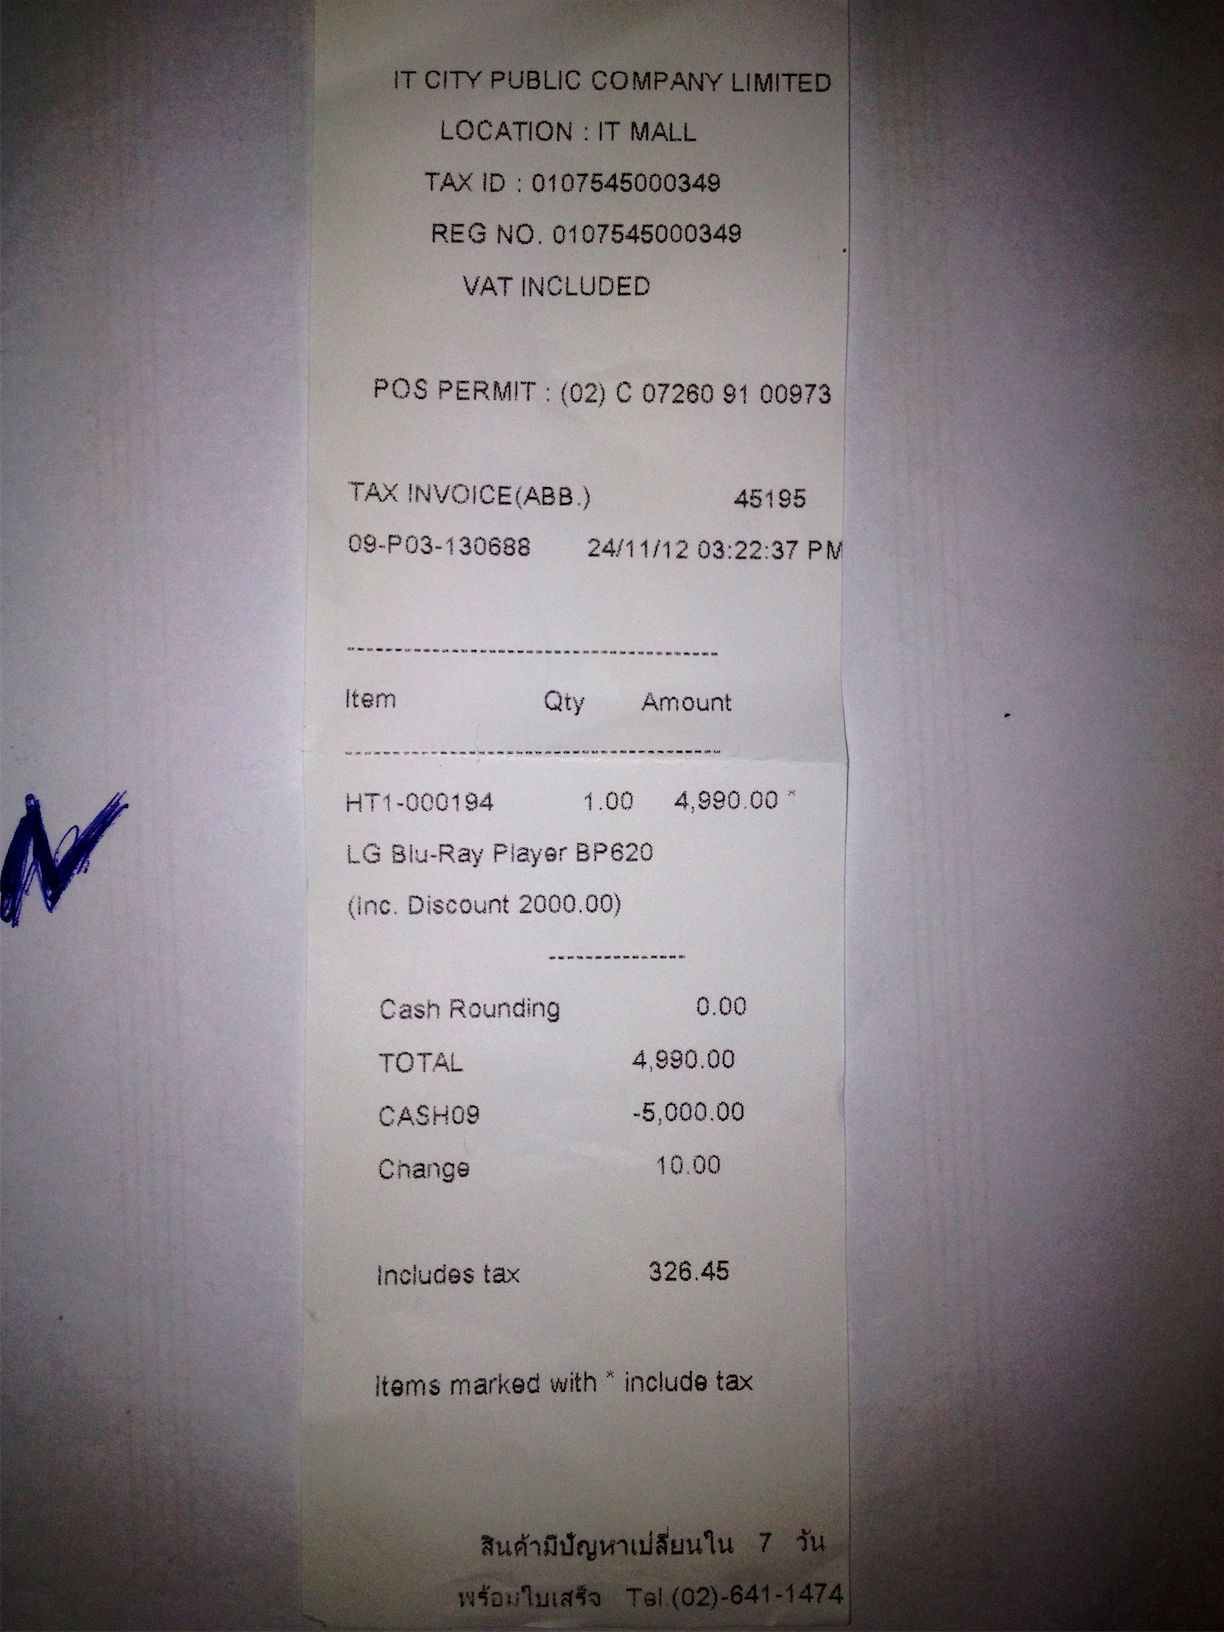 IT CITY PUBLIC COMPANY LIMITED
LOCATION : IT MALL
TAX ID : 0107545000349
REG NO. 0107545000349
VAT INCLUDED
POS PERMIT : (02) C 07260 91 00973
TAX INVOICE(ABB.) 45195
09-P03-130688 24/11/12 03:22:37 PM
Item Qty Amount
HT1-000194 1.00 4,990.00 *
LG Blu-Ray Player BP620
(Inc. Discount 2000.00)
Cash Rounding 0.00
TOTAL 4,990.00
CASH09 -5,000.00
Change 10.00
Includes tax 326.45
Items marked with * include tax
สินค้ามีปัญหาเปลี่ยนใน 7 วัน
พร้อมใบเสร็จ Tel.(02)-641-1474